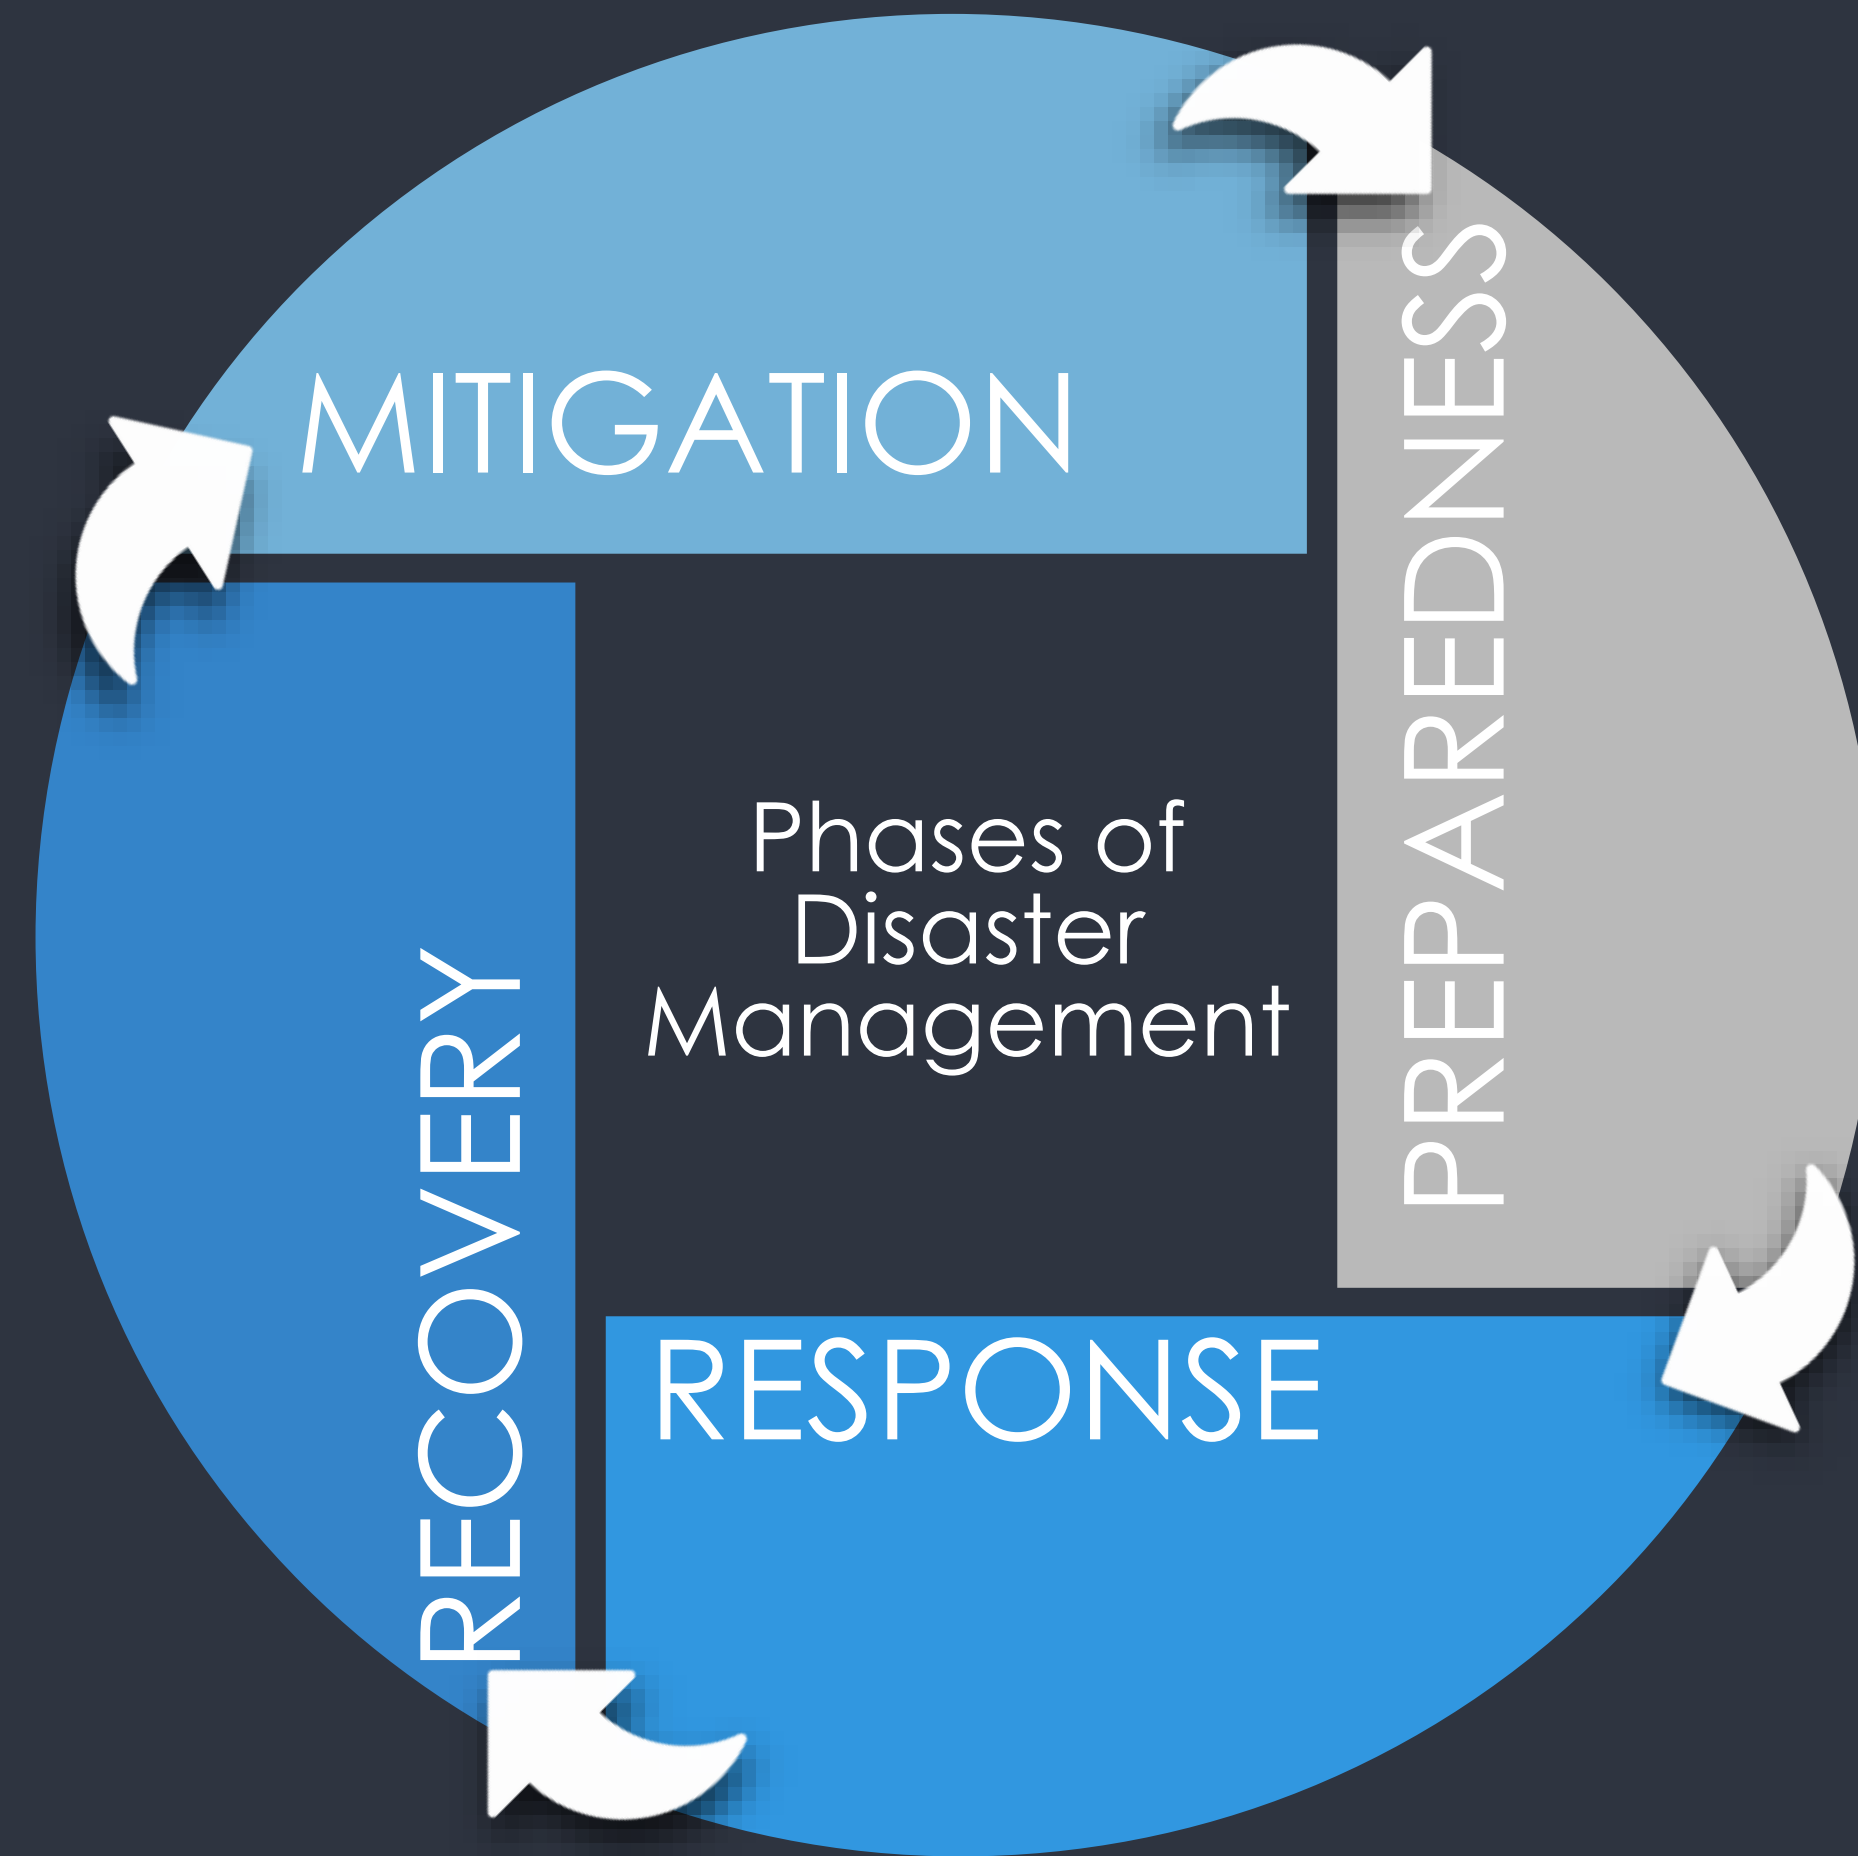 MITIGATION
PREPAREDNESS
Phases of
Disaster
Management
RECOVERY
RESPONSE